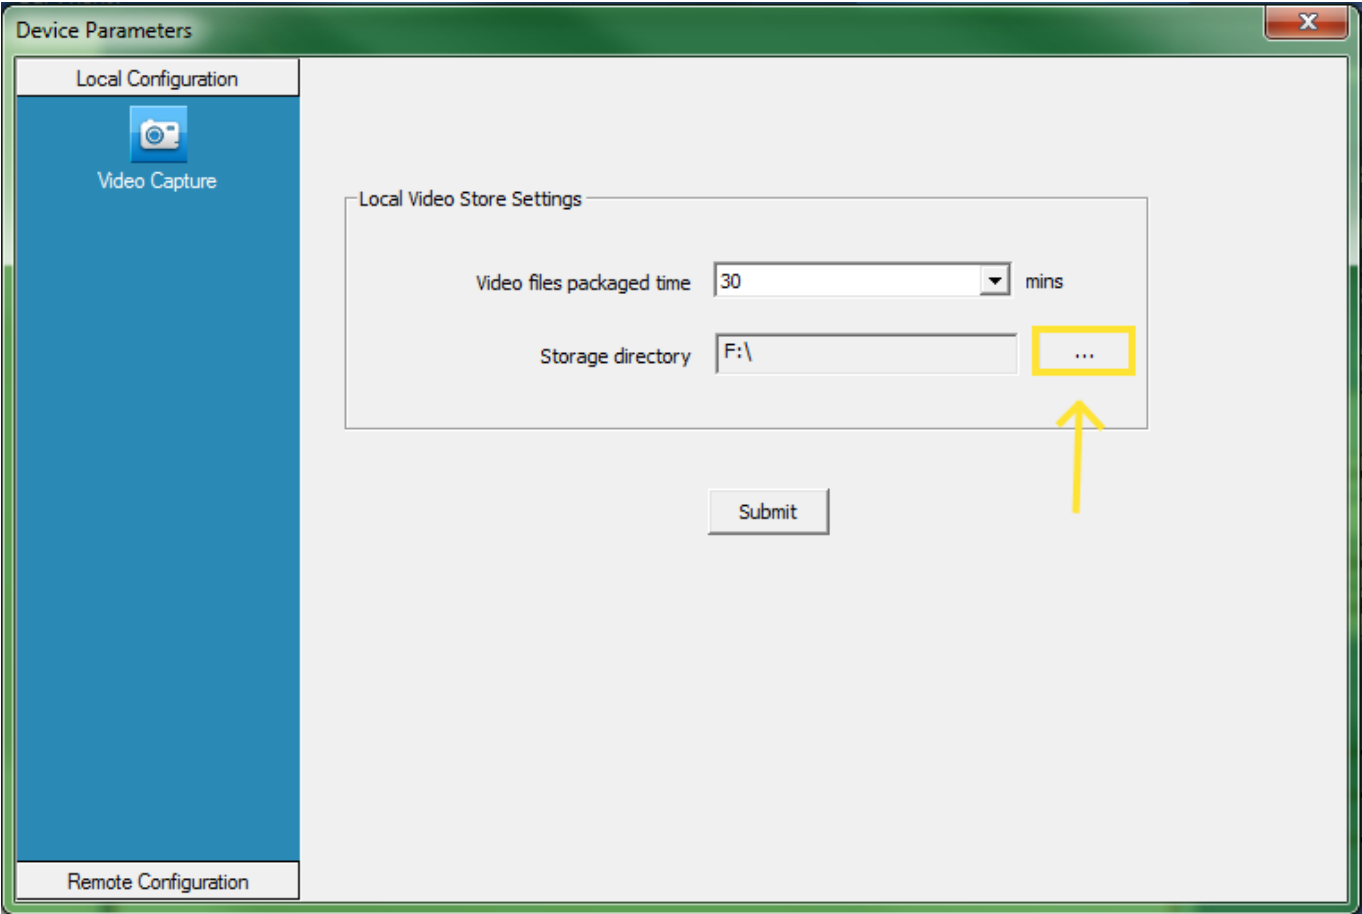 Device Parameters
Local Configuration
Video Capture
Local Video Store Settings
Video files packaged time 30 mins
Storage directory F:\ ...
Submit
Remote Configuration